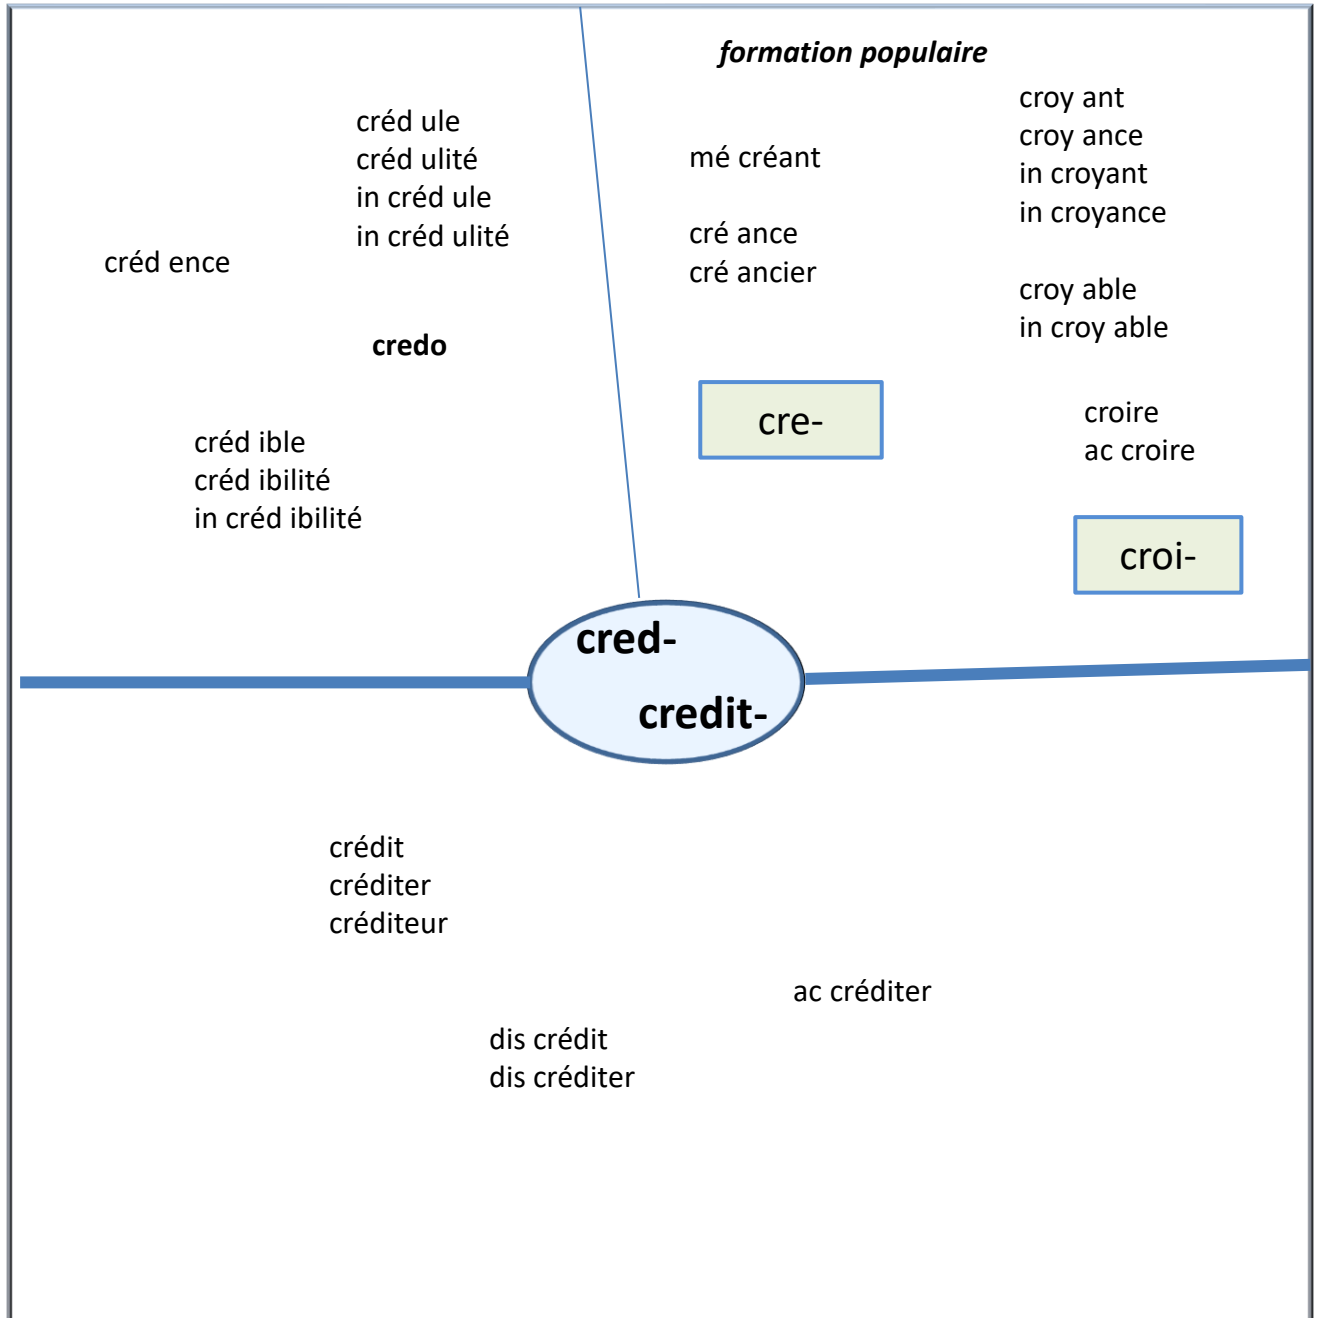 formation populaire
créd ule
créd ulité
in créd ule
in créd ulité
créd ence
credo
créd ible
créd ibilité
in créd ibilité
mé créant
cré ance
cré ancier
cre-
croy ant
croy ance
in croyant
in croyance
croy able
in croy able
croire
ac croire
croi-
cred-
credit-
crédit
créditer
créditeur
ac créditer
dis crédit
dis créditer